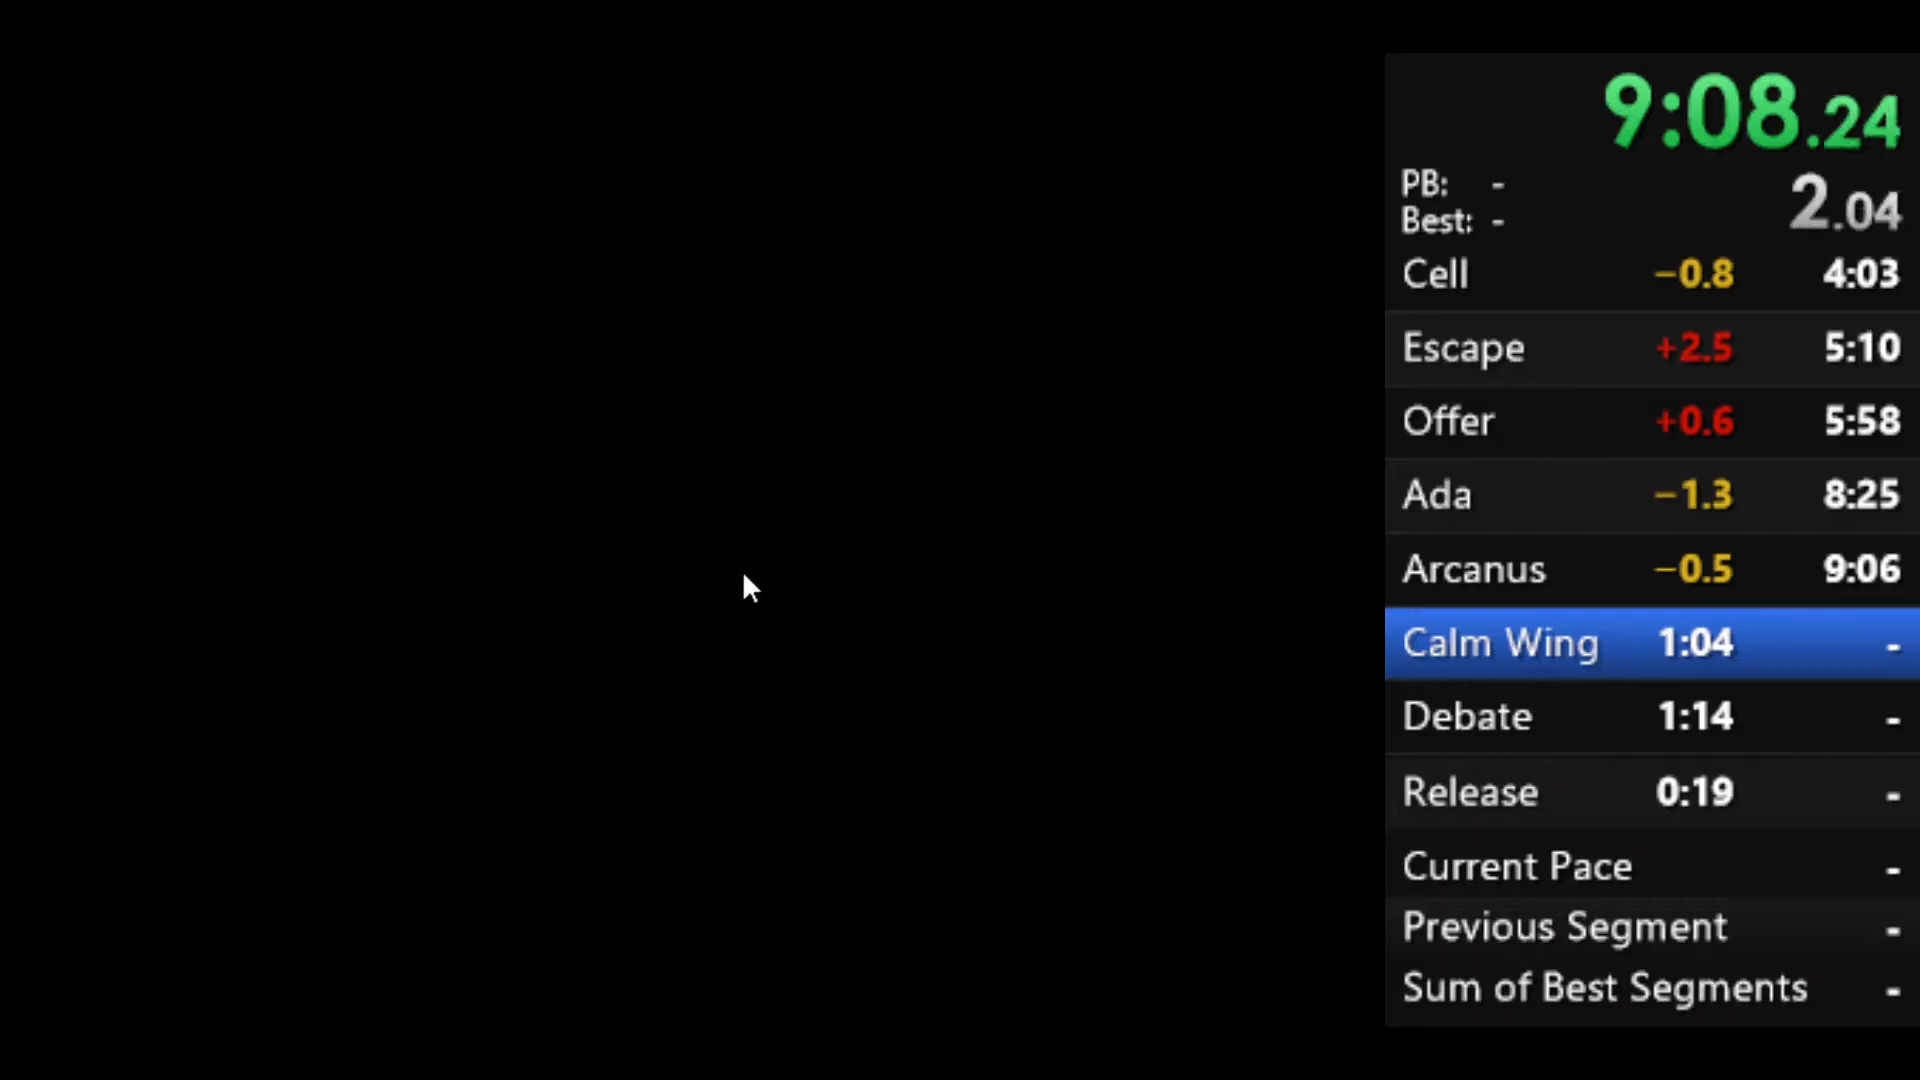 9:08.24
PB: - 2.04
Best: -
Cell −0.8 4:03
Escape +2.5 5:10
Offer +0.6 5:58
Ada −1.3 8:25
Arcanus −0.5 9:06
Calm Wing 1:04 -
Debate 1:14 -
Release 0:19 -
Current Pace -
Previous Segment -
Sum of Best Segments -